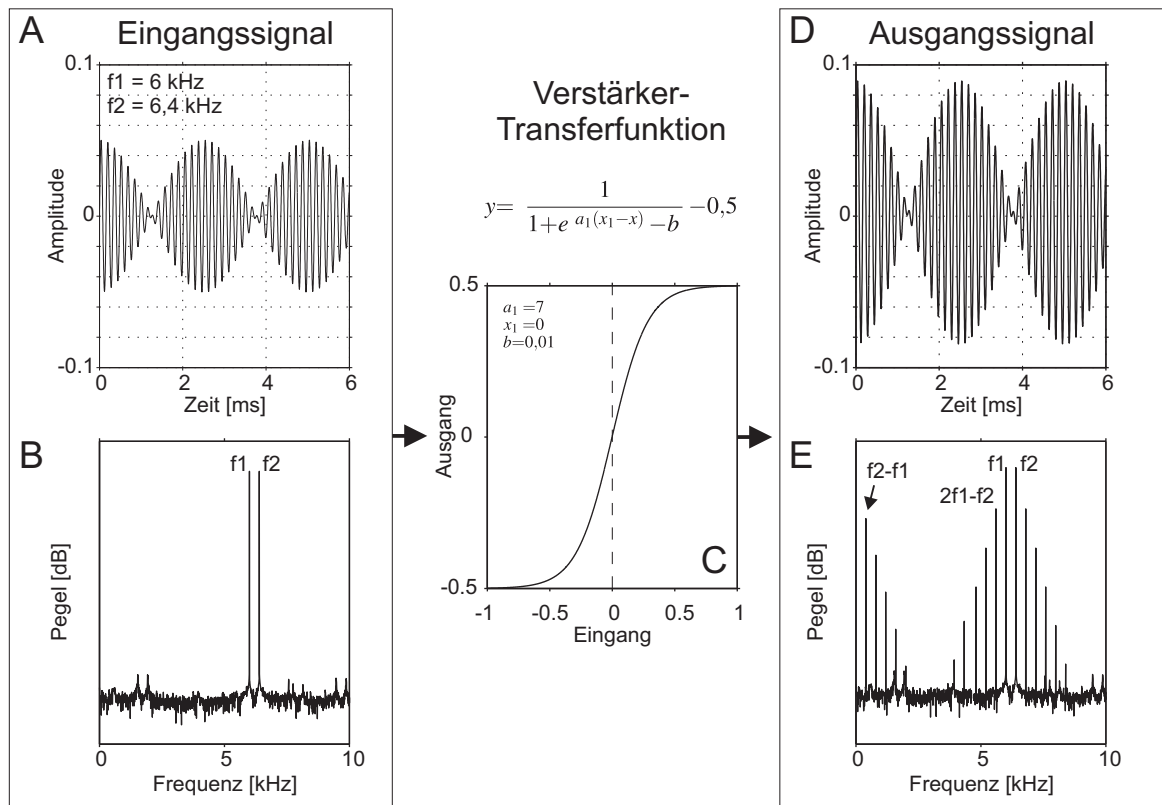 A
Eingangssignal
f1 = 6 kHz
f2 = 6,4 kHz
0.1
0
-0.1
Amplitude
0 2 4 6
Zeit [ms]
B
f1 f2
Pegel [dB]
0 5 10
Frequenz [kHz]
Verstärker-
Transferfunktion
y= 1 / 1+e^{a_1(x_1−x)} −b −0,5
a_1 =7
x_1 =0
b=0,01
0.5
0
-0.5
Ausgang
C
-1 -0.5 0 0.5 1
Eingang
D
Ausgangssignal
0.1
0
-0.1
Amplitude
0 2 4 6
Zeit [ms]
E
f1 f2
f2-f1
2f1-f2
Pegel [dB]
0 5 10
Frequenz [kHz]